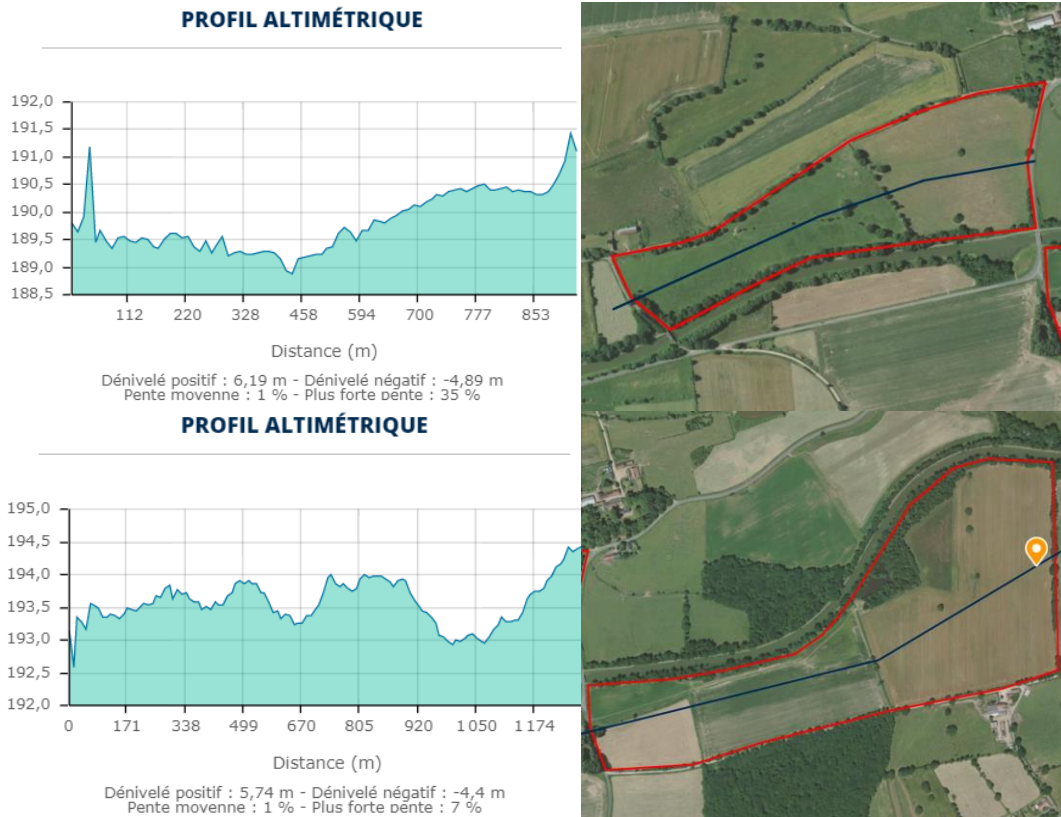 PROFIL ALTIMÉTRIQUE
192,0
191,5
191,0
190,5
190,0
189,5
189,0
188,5
112 220 328 458 594 700 777 853
Distance (m)
Dénivelé positif : 6,19 m - Dénivelé négatif : -4,89 m
Pente moyenne : 1 % - Plus forte pente : 35 %
PROFIL ALTIMÉTRIQUE
195,0
194,5
194,0
193,5
193,0
192,5
192,0
0 171 338 499 670 805 920 1050 1174
Distance (m)
Dénivelé positif : 5,74 m - Dénivelé négatif : -4,4 m
Pente moyenne : 1 % - Plus forte pente : 7 %